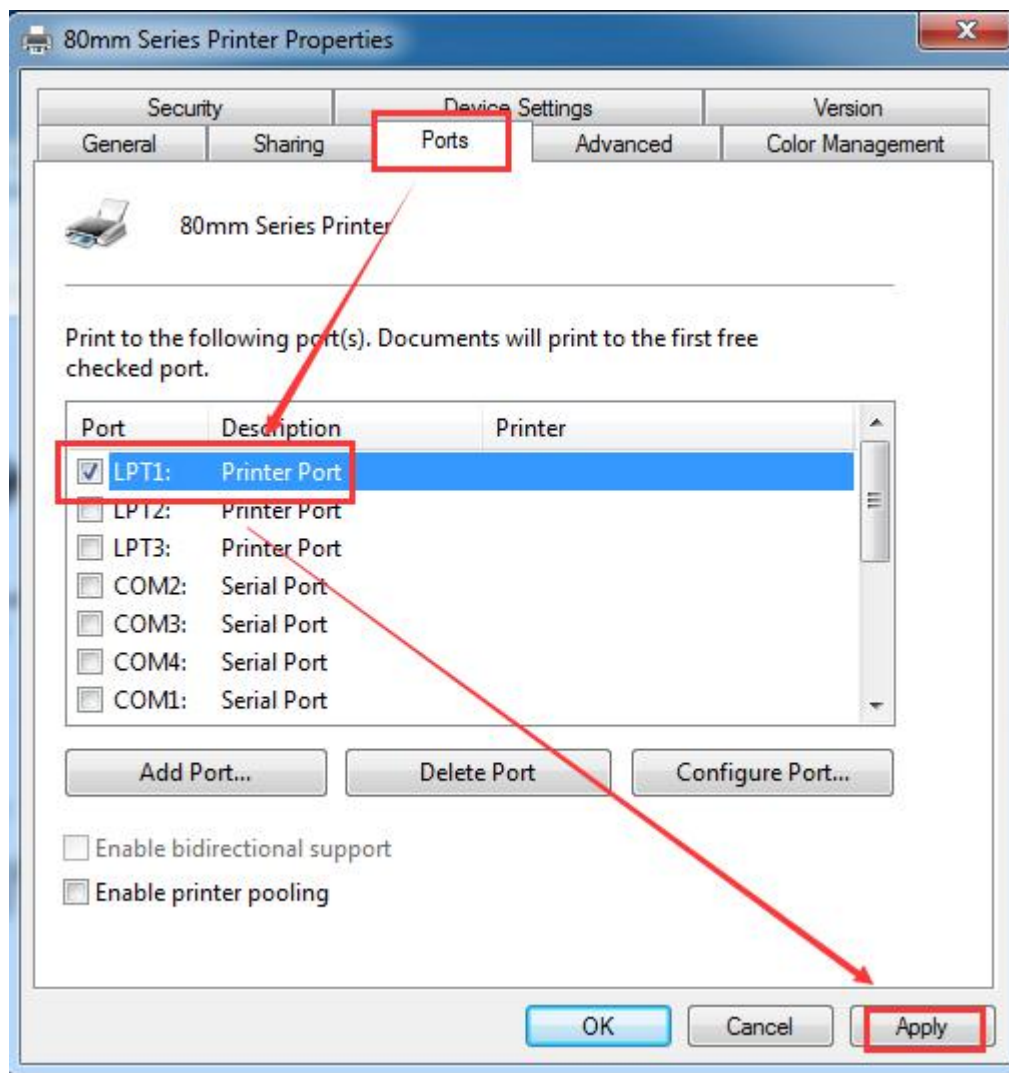 80mm Series Printer Properties
Security Device Settings Version
General Sharing Ports Advanced Color Management
80mm Series Printer
Print to the following port(s). Documents will print to the first free
checked port.
Port Description Printer
LPT1: Printer Port
LPT2: Printer Port
LPT3: Printer Port
COM2: Serial Port
COM3: Serial Port
COM4: Serial Port
COM1: Serial Port
Add Port... Delete Port Configure Port...
Enable bidirectional support
Enable printer pooling
OK Cancel Apply